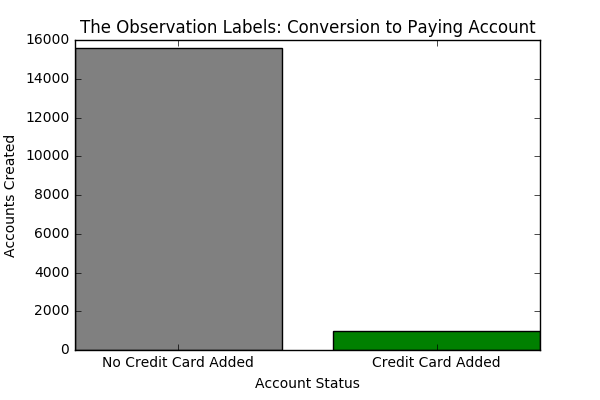 The Observation Labels: Conversion to Paying Account
16000
14000
12000
10000
8000
6000
4000
2000
0
Accounts Created
No Credit Card Added
Credit Card Added
Account Status